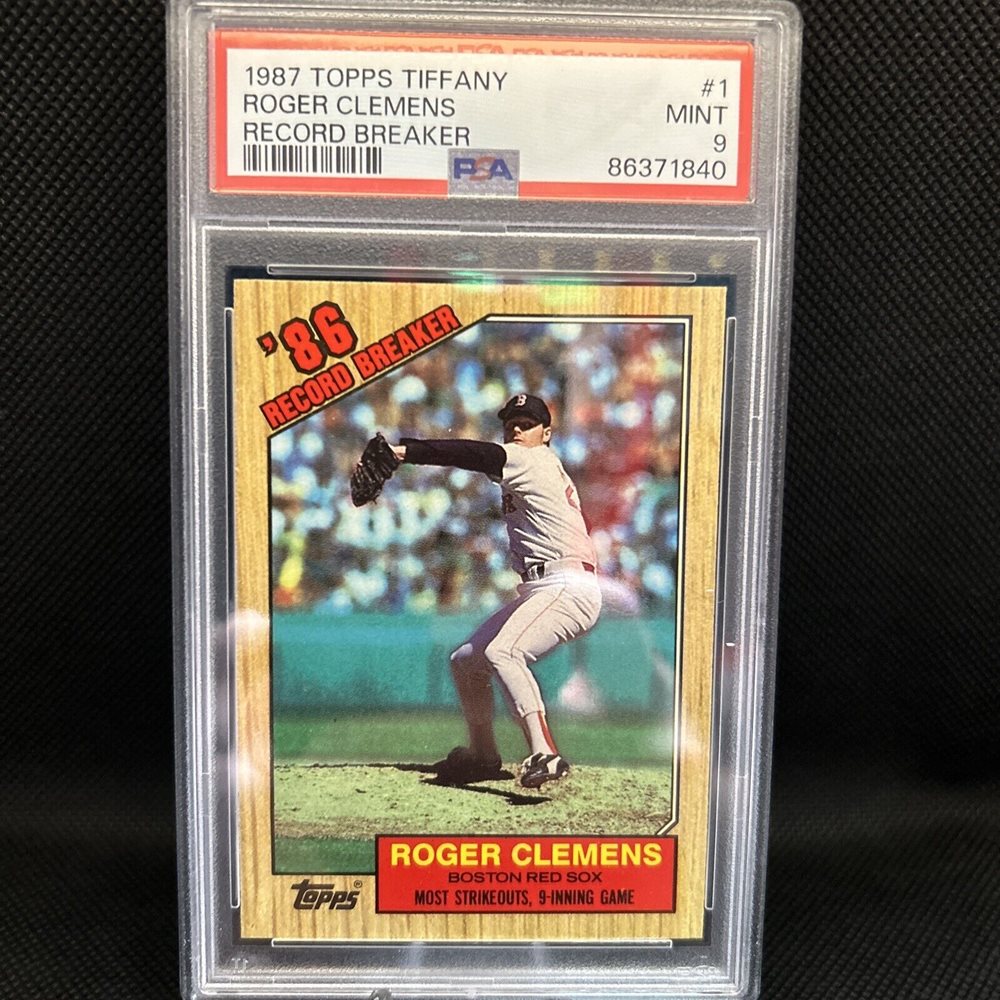 1987 TOPPS TIFFANY #1
ROGER CLEMENS MINT
RECORD BREAKER 9
PSA 86371840
'86
RECORD BREAKER
B
ROGER CLEMENS
BOSTON RED SOX
MOST STRIKEOUTS, 9-INNING GAME
topps®